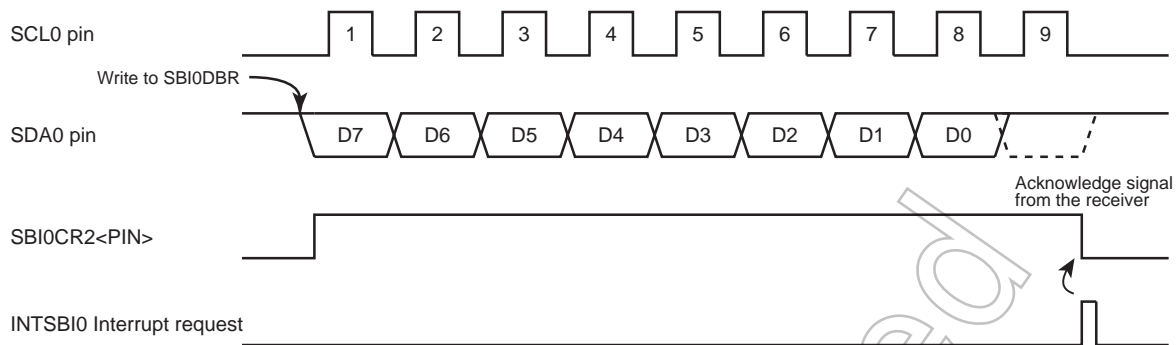 SCL0 pin
1 2 3 4 5 6 7 8 9
Write to SBI0DBR
SDA0 pin
D7 D6 D5 D4 D3 D2 D1 D0
Acknowledge signal
from the receiver
SBI0CR2<PIN>
INTSBI0 Interrupt request